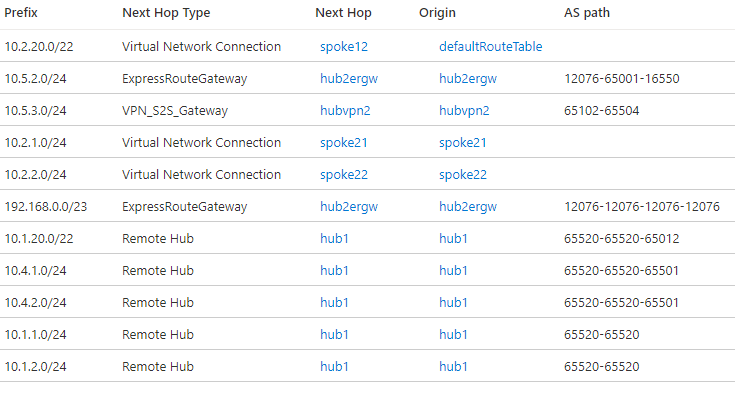 Prefix Next Hop Type Next Hop Origin AS path
10.2.20.0/22 Virtual Network Connection spoke12 defaultRouteTable
10.5.2.0/24 ExpressRouteGateway hub2ergw hub2ergw 12076-65001-16550
10.5.3.0/24 VPN_S2S_Gateway hubvpn2 hubvpn2 65102-65504
10.2.1.0/24 Virtual Network Connection spoke21 spoke21
10.2.2.0/24 Virtual Network Connection spoke22 spoke22
192.168.0.0/23 ExpressRouteGateway hub2ergw hub2ergw 12076-12076-12076-12076
10.1.20.0/22 Remote Hub hub1 hub1 65520-65520-65012
10.4.1.0/24 Remote Hub hub1 hub1 65520-65520-65501
10.4.2.0/24 Remote Hub hub1 hub1 65520-65520-65501
10.1.1.0/24 Remote Hub hub1 hub1 65520-65520
10.1.2.0/24 Remote Hub hub1 hub1 65520-65520